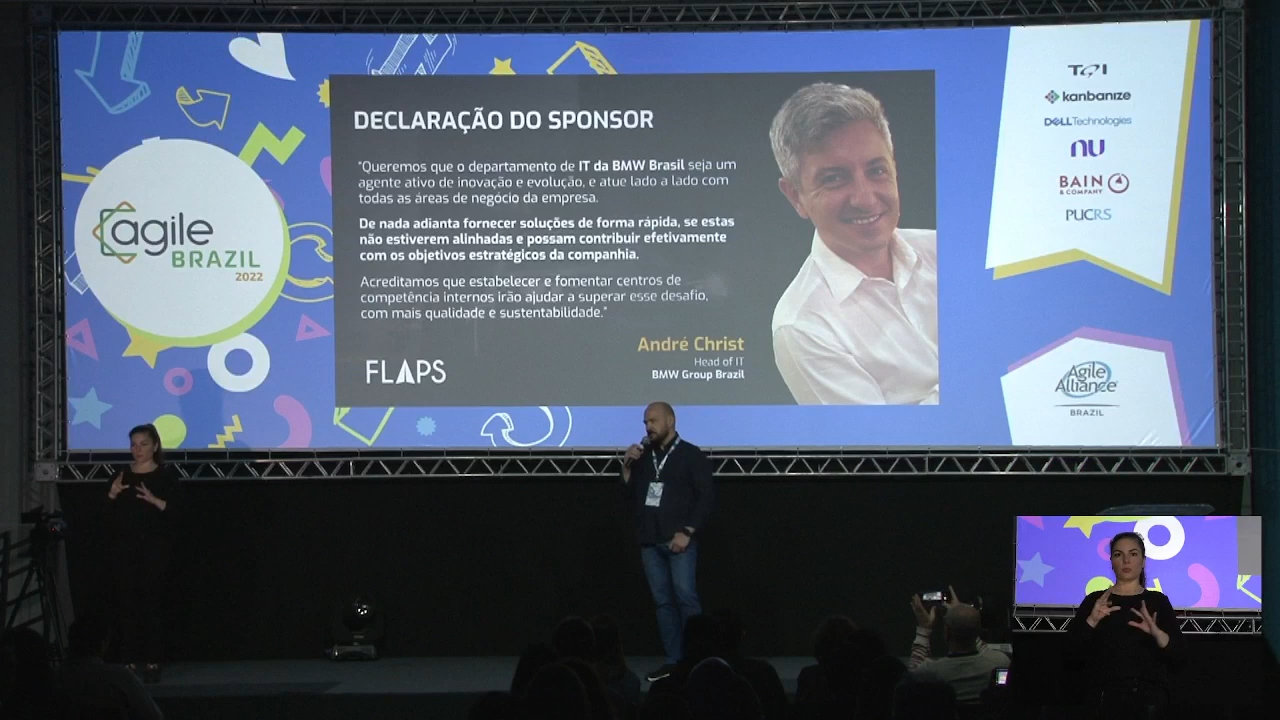 agile
BRAZIL
2022
DECLARAÇÃO DO SPONSOR
"Queremos que o departamento de IT da BMW Brasil seja um
agente ativo de inovação e evolução, e atue lado a lado com
todas as áreas de negócio da empresa.
De nada adianta fornecer soluções de forma rápida, se estas
não estiverem alinhadas e possam contribuir efetivamente
com os objetivos estratégicos da companhia.
Acreditamos que estabelecer e fomentar centros de
competência internos irão ajudar a superar esse desafio,
com mais qualidade e sustentabilidade."
André Christ
Head of IT
BMW Group Brazil
FLAPS
kanbanize
DELLTechnologies
nu
BAIN
& COMPANY
PUCRS
Agile
Alliance
BRAZIL